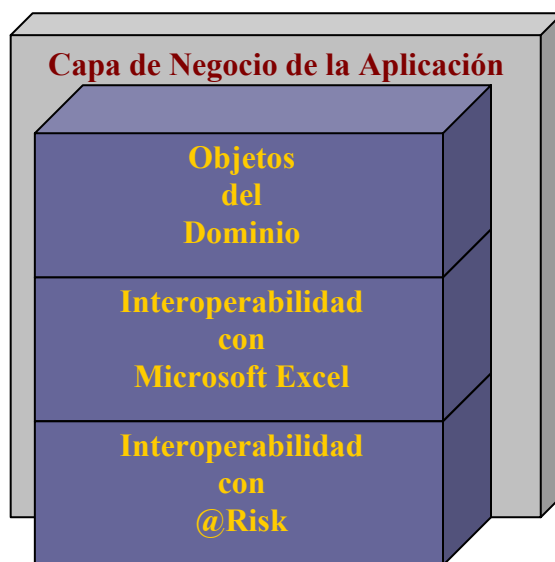 Capa de Negocio de la Aplicación
Objetos
del
Dominio
Interoperabilidad
con
Microsoft Excel
Interoperabilidad
con
@Risk